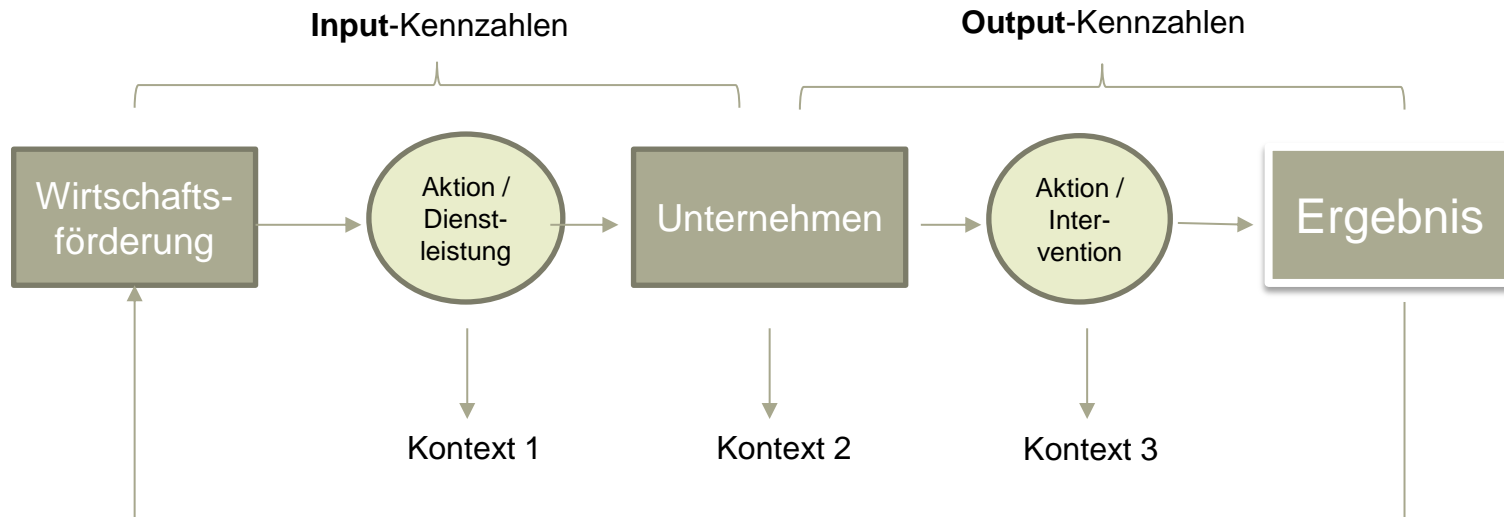 Input-Kennzahlen
Output-Kennzahlen
Wirtschafts-
förderung
Aktion /
Dienst-
leistung
Unternehmen
Aktion /
Inter-
vention
Ergebnis
Kontext 1
Kontext 2
Kontext 3